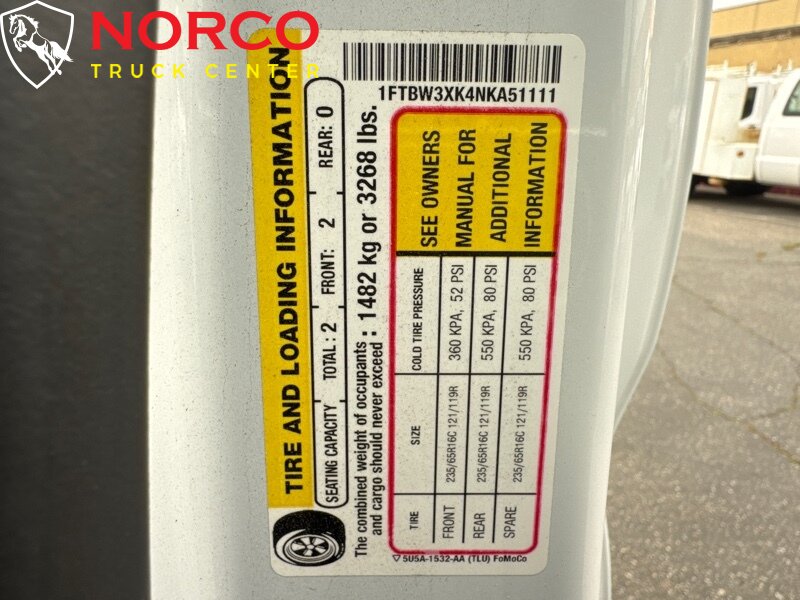 NORCO
TRUCK CENTER
TIRE AND LOADING INFORMATION
SEATING CAPACITY TOTAL: 2 FRONT: 2 REAR: 0
The combined weight of occupants
and cargo should never exceed : 1482 kg or 3268 lbs.
TIRE SIZE COLD TIRE PRESSURE
FRONT 235/65R16C 121/119R 360 KPA, 52 PSI
REAR 235/65R16C 121/119R 550 KPA, 80 PSI
SPARE 235/65R16C 121/119R 550 KPA, 80 PSI
SEE OWNERS
MANUAL FOR
ADDITIONAL
INFORMATION
1FTBW3XK4NKA51111
5U5A-1532-AA (TLU) FoMoCo